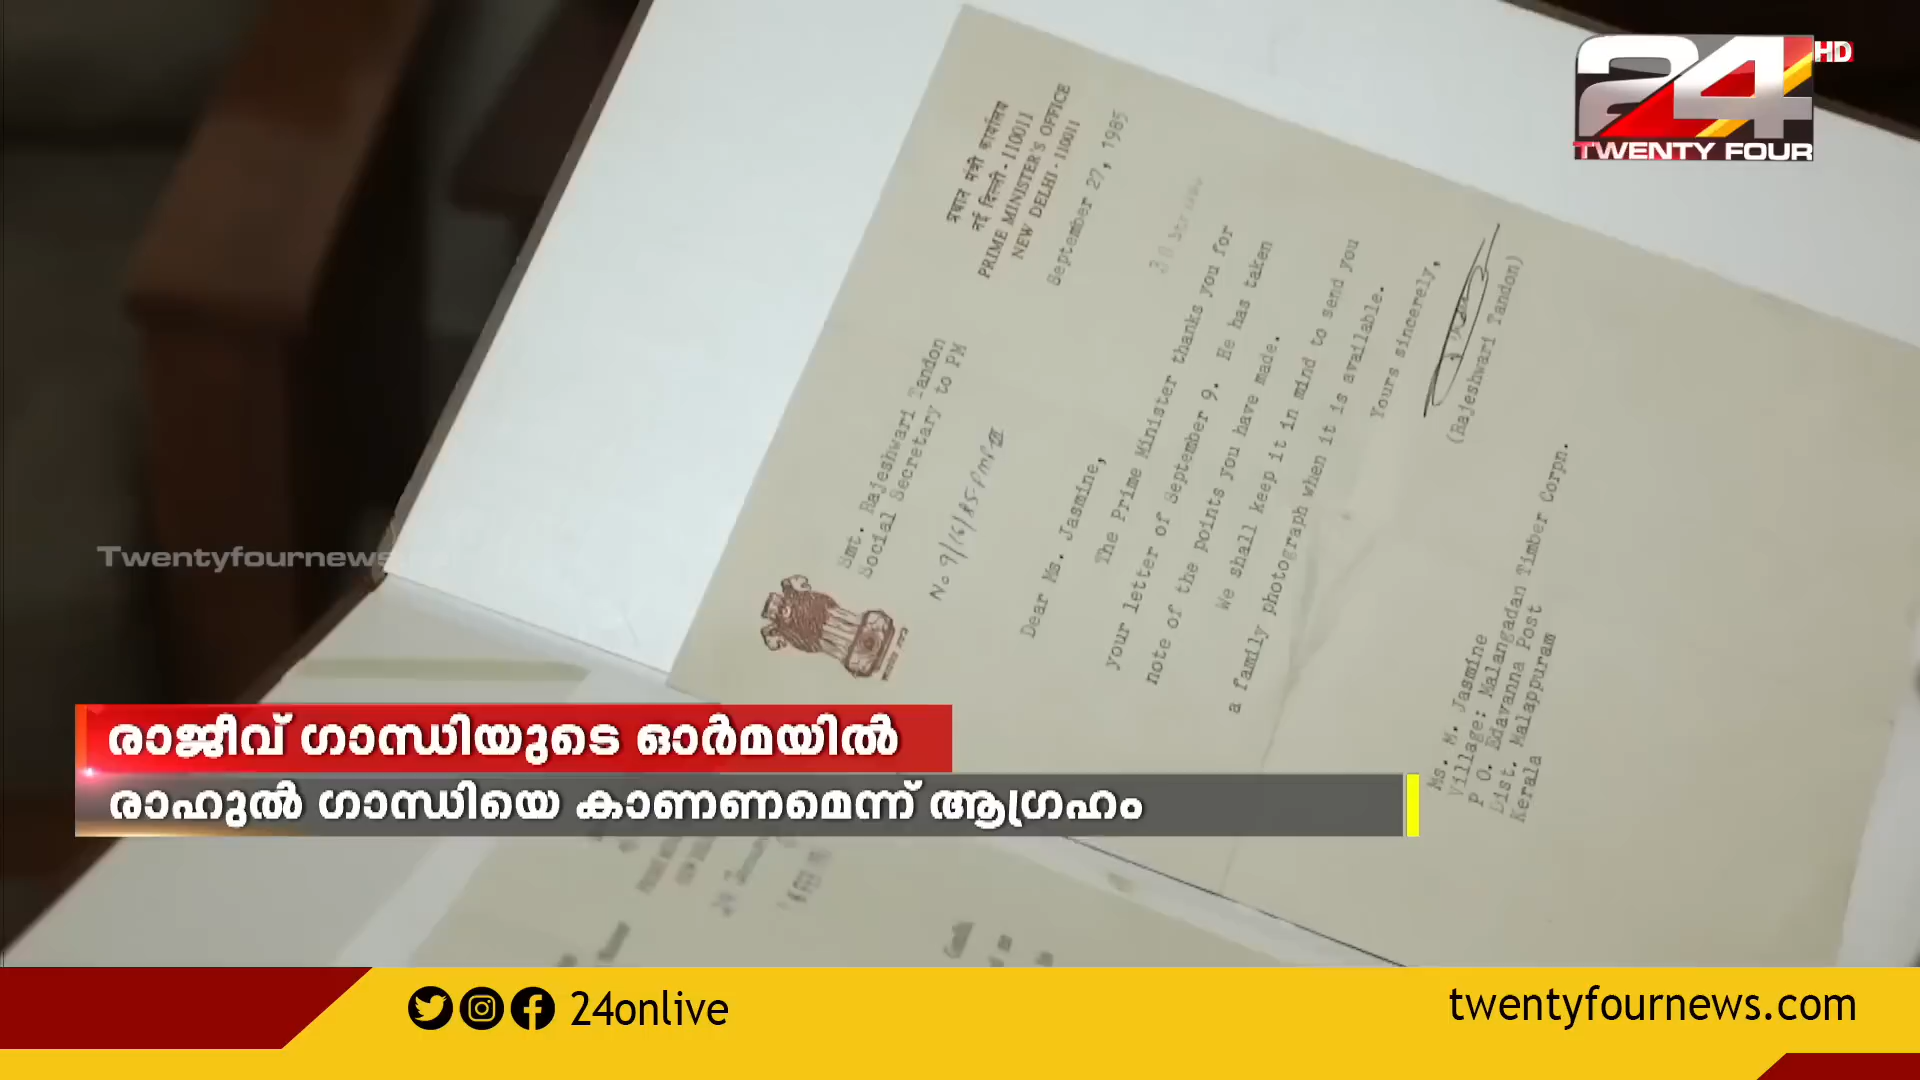 24 HD
TWENTY FOUR
प्रधान मंत्री कार्यालय
नई दिल्ली - 110011
PRIME MINISTER'S OFFICE
NEW DELHI - 110011
September 27, 1985
Smt. Rajeshwari Tandon
Social Secretary to PM
Dear Ms. Jasmine,
The Prime Minister thanks you for
your letter of September 9. He has taken
note of the points you have made.
We shall keep it in mind to send you
a family photograph when it is available.
Yours sincerely,
(Rajeshwari Tandon)
Ms. M. Jasmine
Village: Malangadan Timber Corpn.
P O. Edavanna Post
Dist. Malappuram
Kerala
Twentyfournews
രാജീവ് ഗാന്ധിയുടെ ഓർമയിൽ
രാഹുൽ ഗാന്ധിയെ കാണണമെന്ന് ആഗ്രഹം
24onlive
twentyfournews.com